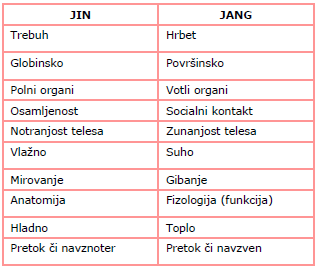 JIN JANG
Trebuh Hrbet
Globinsko Površinsko
Polni organi Votli organi
Osamljenost Socialni kontakt
Notranjost telesa Zunanjost telesa
Vlažno Suho
Mirovanje Gibanje
Anatomija Fiziologija (funkcija)
Hladno Toplo
Pretok či navznoter Pretok či navzven